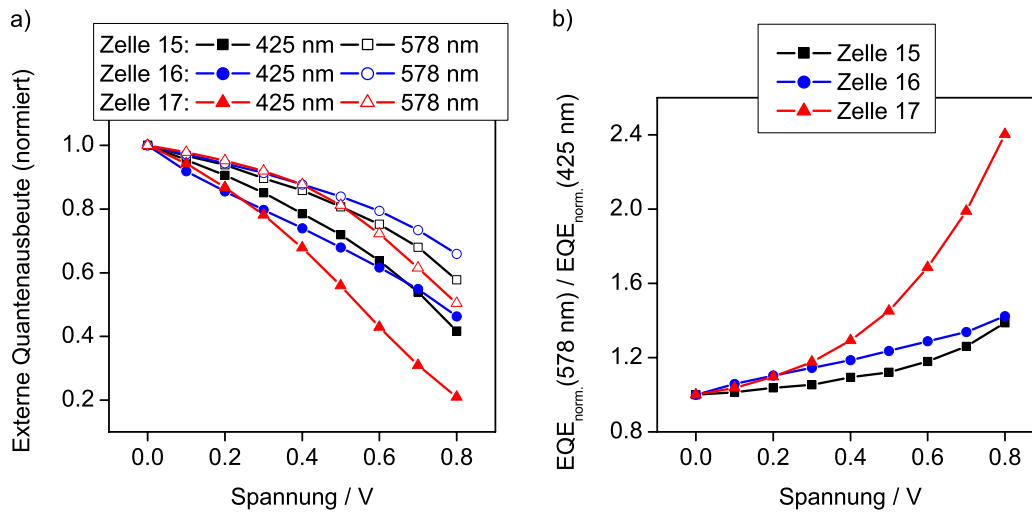 a)
Zelle 15: 425 nm 578 nm
Zelle 16: 425 nm 578 nm
Zelle 17: 425 nm 578 nm
Externe Quantenausbeute (normiert)
1.0
0.8
0.6
0.4
0.2
0.0 0.2 0.4 0.6 0.8
Spannung / V
b)
Zelle 15
Zelle 16
Zelle 17
EQEnorm.(578 nm) / EQEnorm.(425 nm)
2.4
2.0
1.6
1.2
0.8
0.0 0.2 0.4 0.6 0.8
Spannung / V